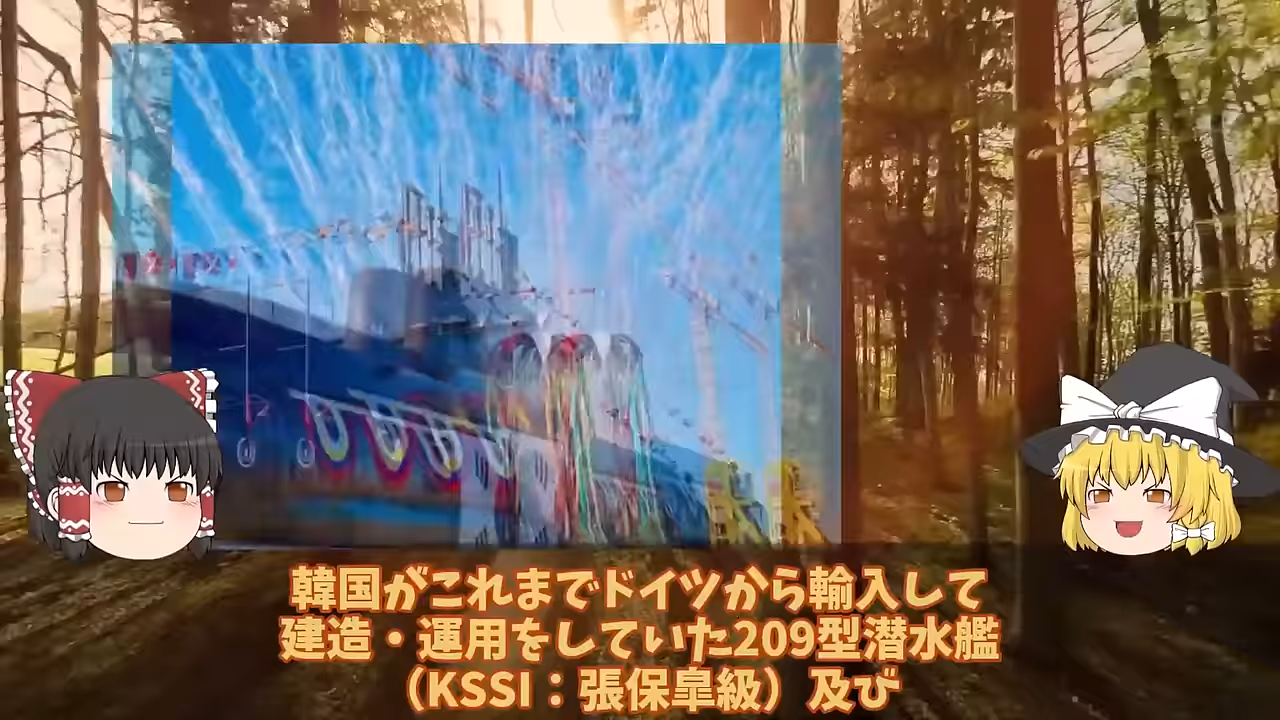 韓国がこれまでドイツから輸入して
建造・運用をしていた209型潜水艦
（KSSI：張保皐級）及び